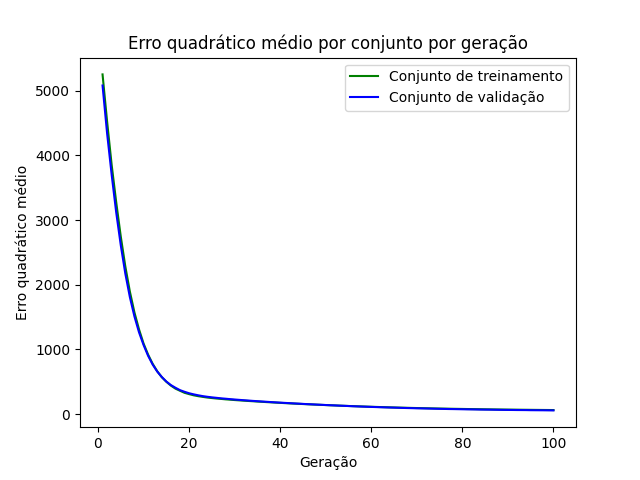 Erro quadrático médio por conjunto por geração
Conjunto de treinamento
Conjunto de validação
Erro quadrático médio
5000
4000
3000
2000
1000
0
0 20 40 60 80 100
Geração